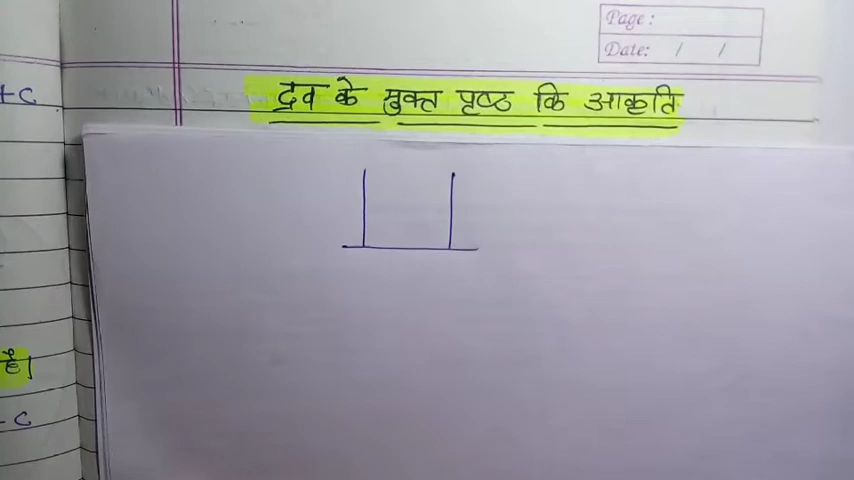 Page:
Date: / /
+C
द्रव के मुक्त पृष्ठ कि आकृति
है।
- C